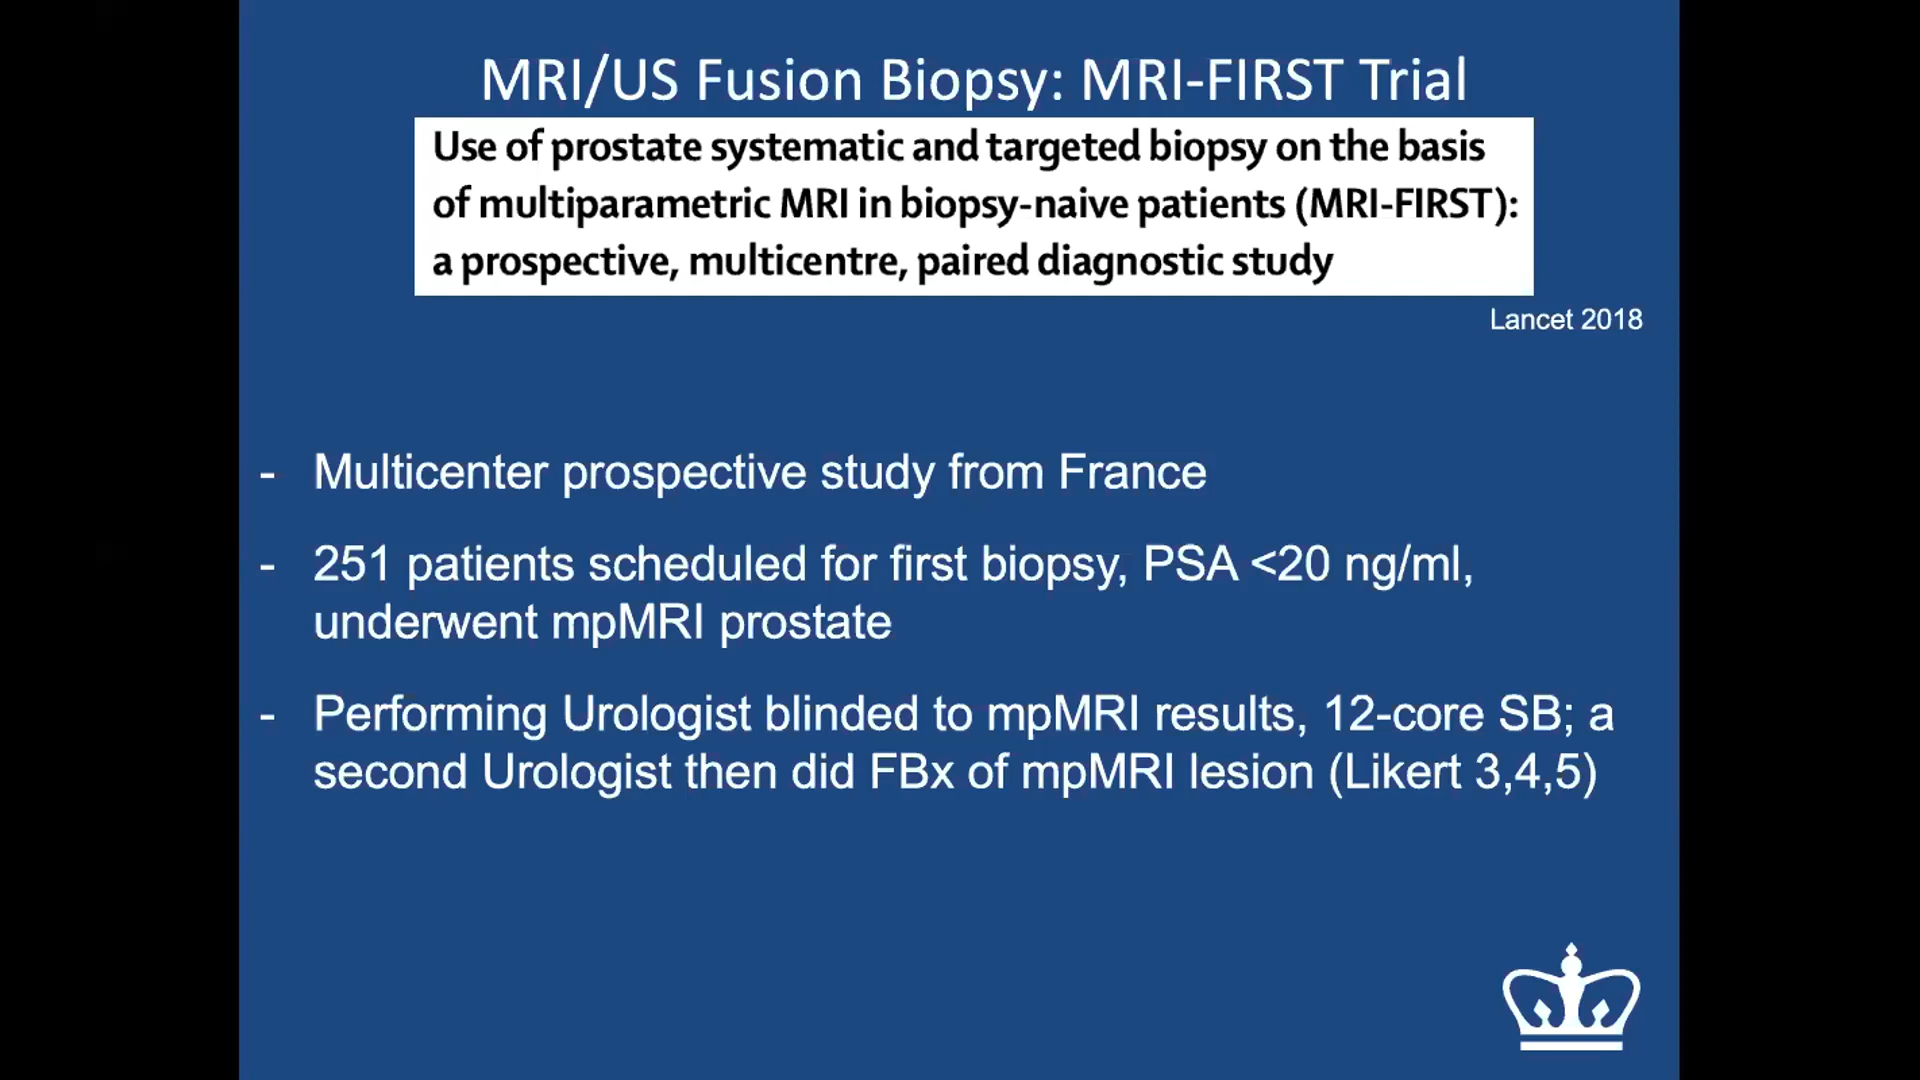 MRI/US Fusion Biopsy: MRI-FIRST Trial
Use of prostate systematic and targeted biopsy on the basis
of multiparametric MRI in biopsy-naive patients (MRI-FIRST):
a prospective, multicentre, paired diagnostic study
Lancet 2018
- Multicenter prospective study from France
- 251 patients scheduled for first biopsy, PSA <20 ng/ml,
underwent mpMRI prostate
- Performing Urologist blinded to mpMRI results, 12-core SB; a
second Urologist then did FBx of mpMRI lesion (Likert 3,4,5)